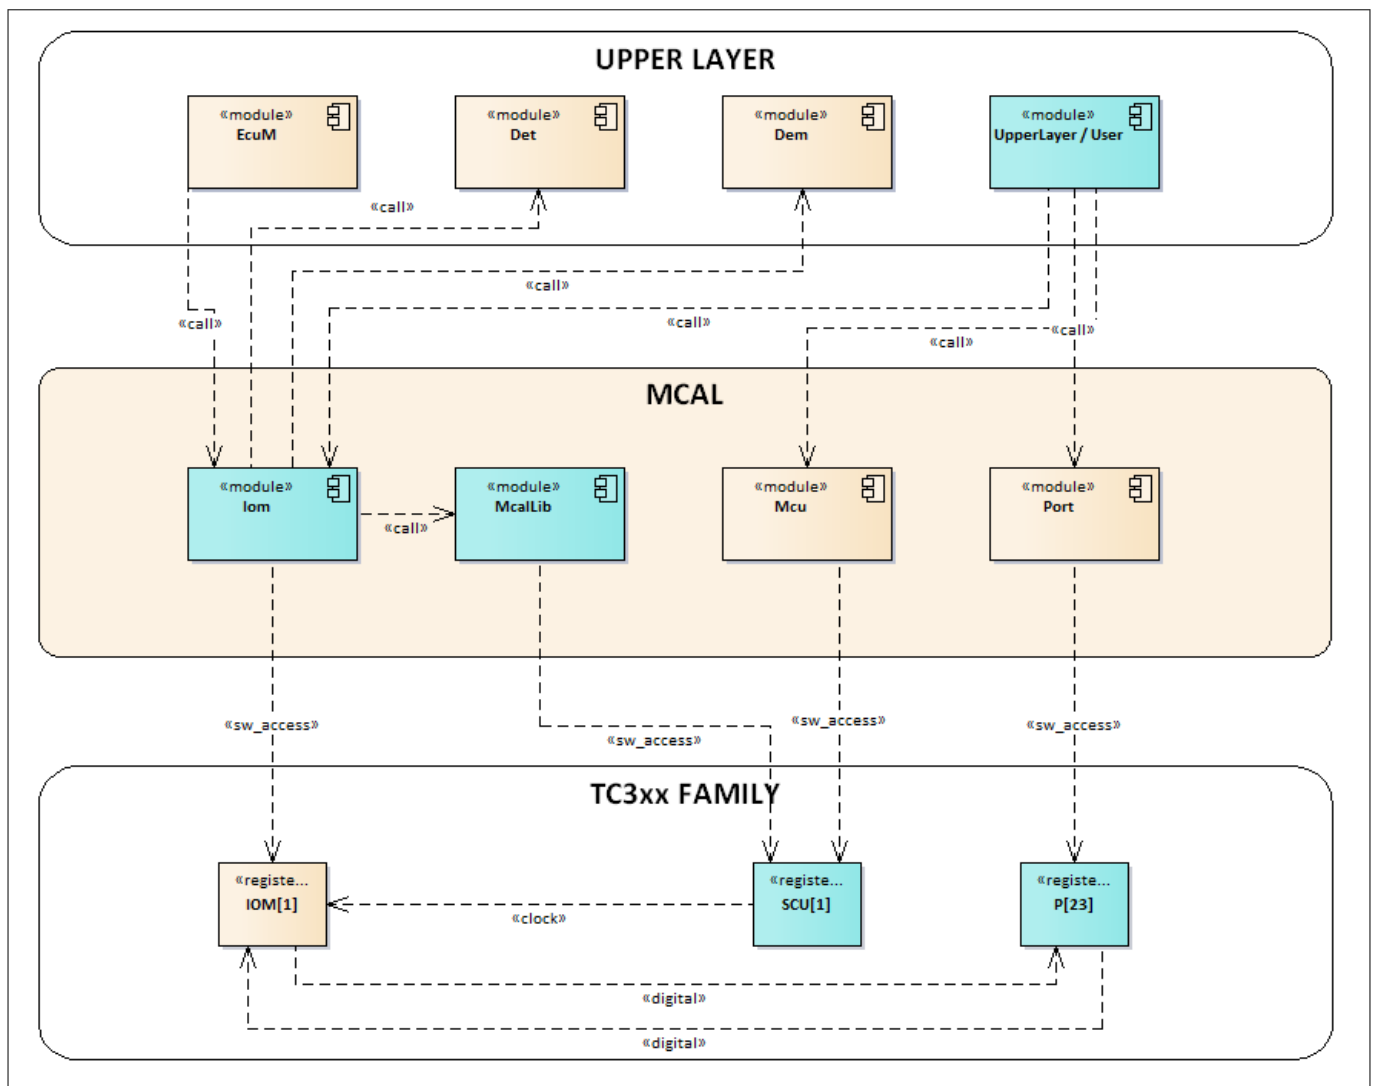 UPPER LAYER
«module»
EcuM
«module»
Det
«module»
Dem
«module»
UpperLayer / User
«call»
«call»
«call»
«call»
«call»
«call»
MCAL
«module»
Iom
«module»
McalLib
«module»
Mcu
«module»
Port
«call»
«sw_access»
«sw_access»
«sw_access»
«sw_access»
TC3xx FAMILY
«registe...
IOM[1]
«registe...
SCU[1]
«registe...
P[23]
«clock»
«digital»
«digital»